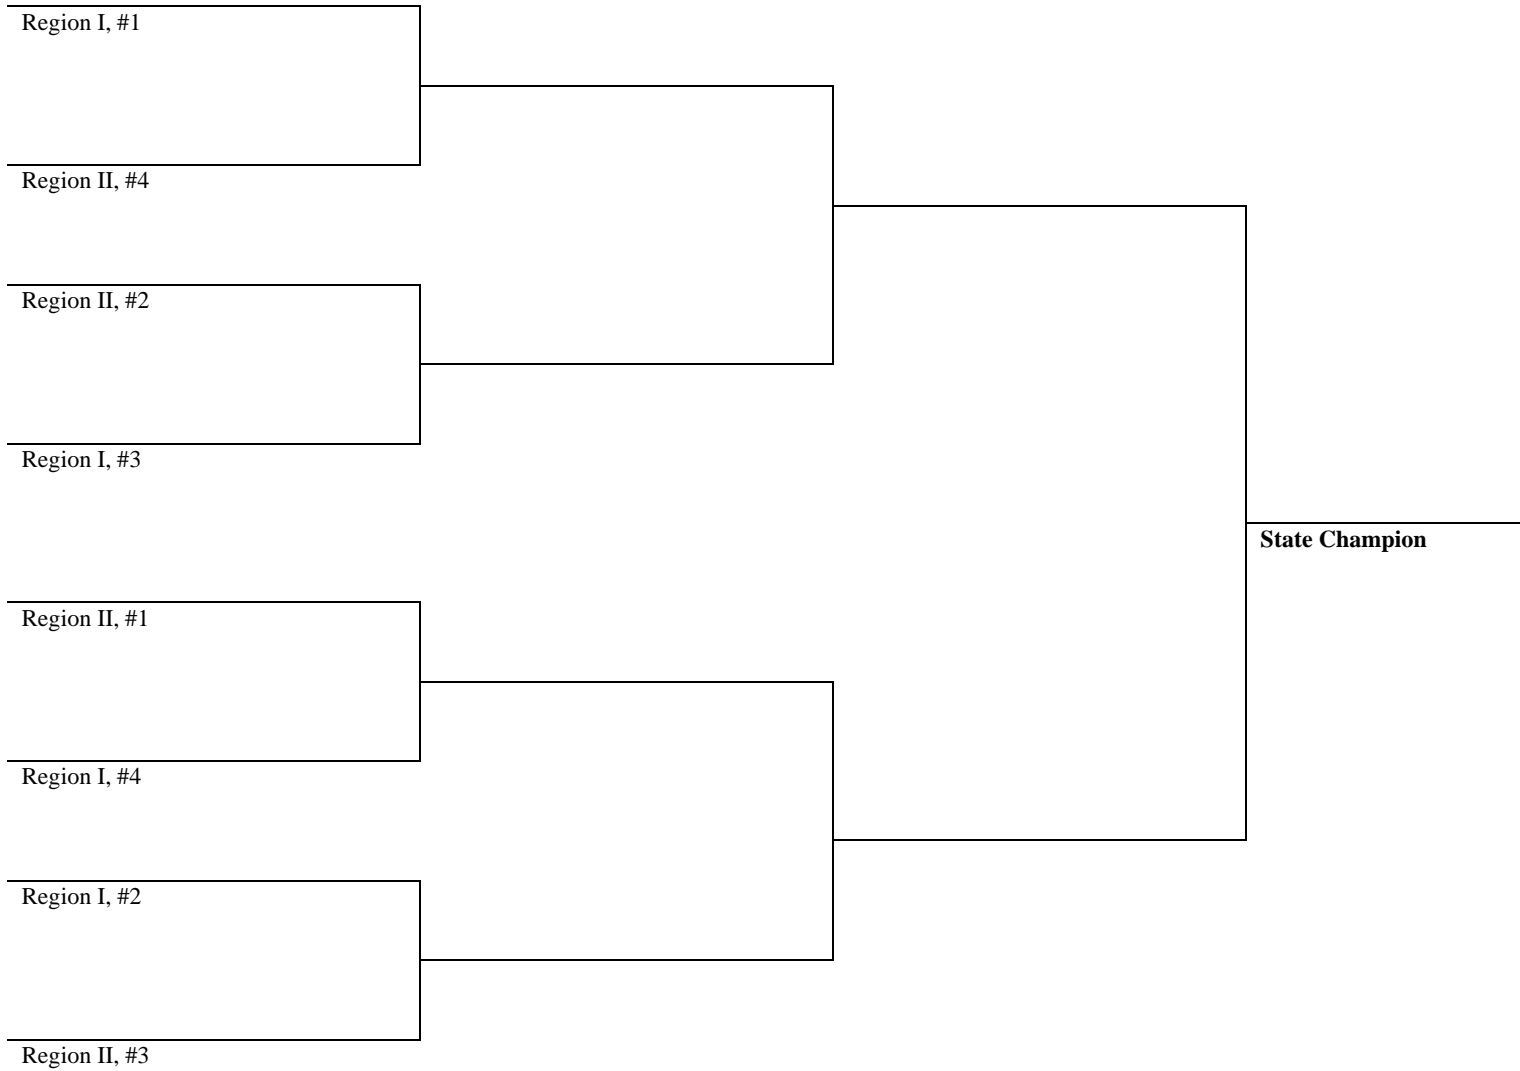 Region I, #1
Region II, #4
Region II, #2
Region I, #3
State Champion
Region II, #1
Region I, #4
Region I, #2
Region II, #3